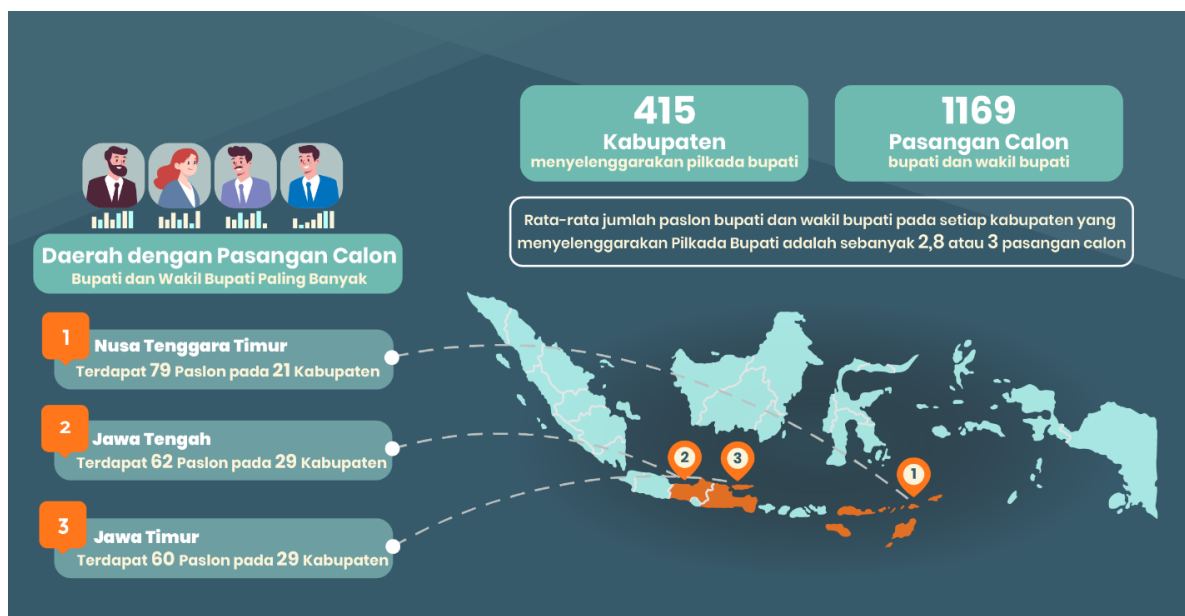 415
Kabupaten
menyelenggarakan pilkada bupati
1169
Pasangan Calon
bupati dan wakil bupati
Rata-rata jumlah paslon bupati dan wakil bupati pada setiap kabupaten yang
menyelenggarakan Pilkada Bupati adalah sebanyak 2,8 atau 3 pasangan calon
Daerah dengan Pasangan Calon
Bupati dan Wakil Bupati Paling Banyak
1
Nusa Tenggara Timur
Terdapat 79 Paslon pada 21 Kabupaten
2
Jawa Tengah
Terdapat 62 Paslon pada 29 Kabupaten
3
Jawa Timur
Terdapat 60 Paslon pada 29 Kabupaten
2
3
1